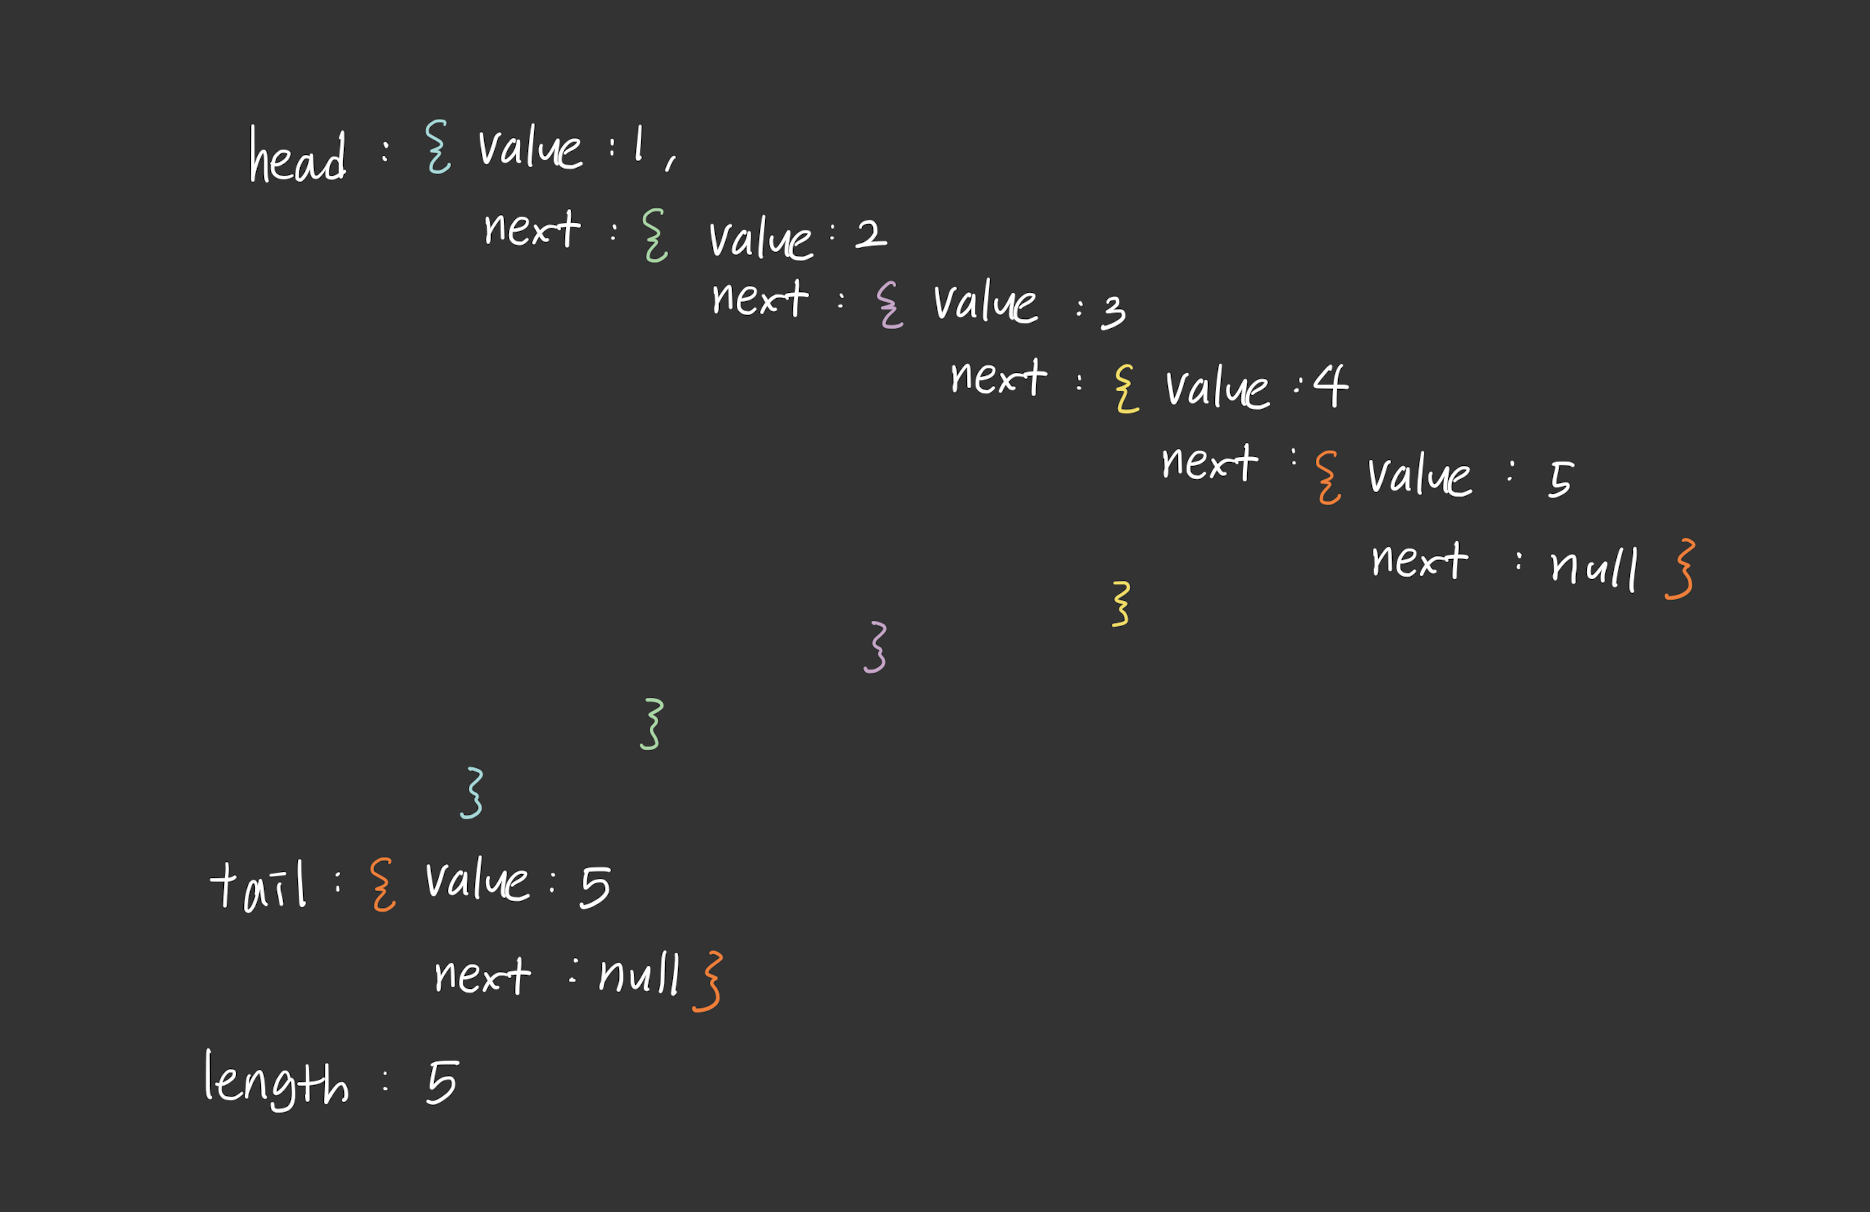 head : { value : 1,
next : { value : 2
next : { value : 3
next : { value : 4
next : { value : 5
next : null }
}
}
}
}
tail : { value : 5
next : null }
length : 5